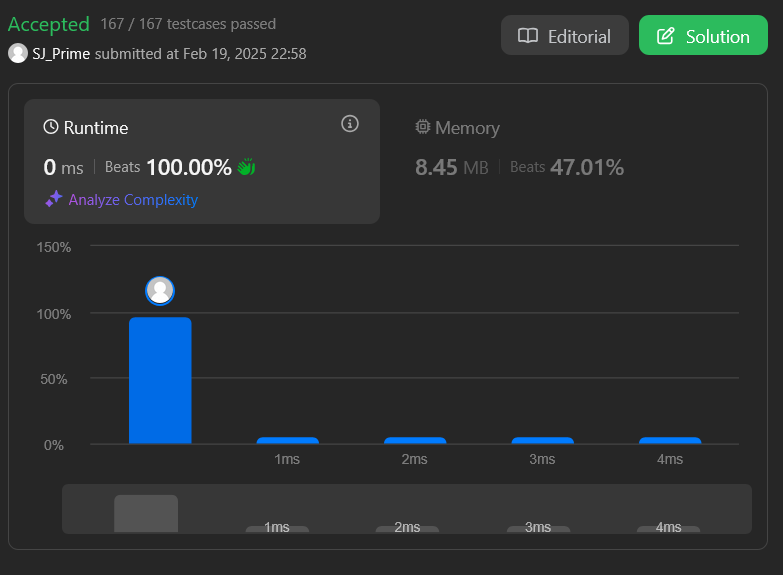 Accepted 167 / 167 testcases passed
Editorial
Solution
SJ_Prime submitted at Feb 19, 2025 22:58
Runtime
0 ms | Beats 100.00%
Analyze Complexity
Memory
8.45 MB | Beats 47.01%
150%
100%
50%
0%
1ms 2ms 3ms 4ms
1ms 2ms 3ms 4ms